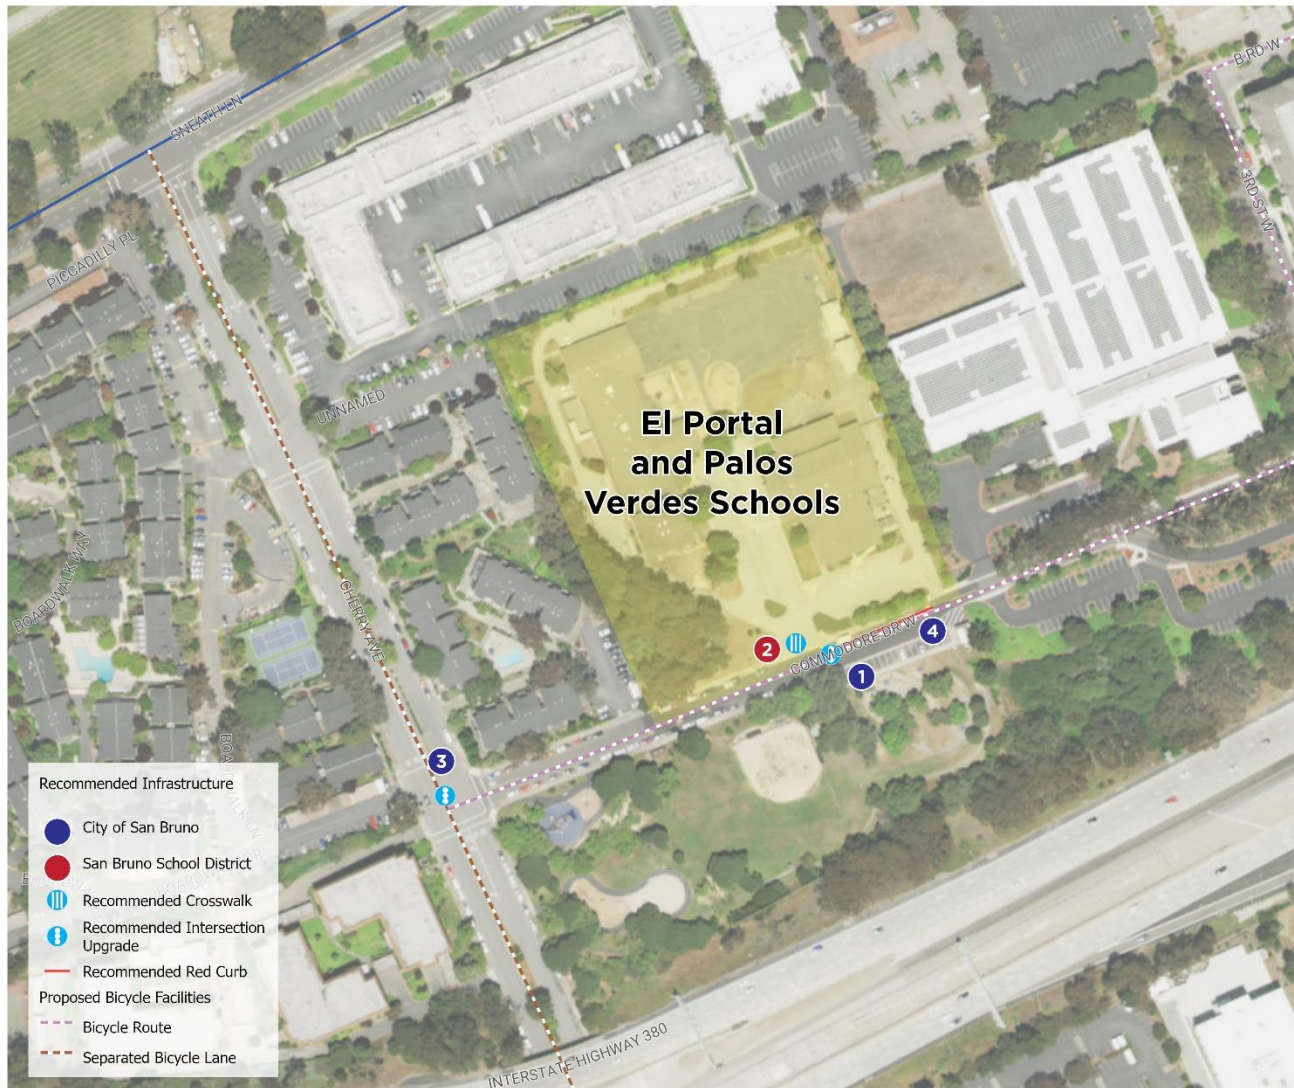 SNEATH LN
B RD W
3RD ST W
PICCADILLY PL
UNNAMED
El Portal
and Palos
Verdes Schools
BOARDWALK WAY
CHERRY AVE
COMMODORE DR W
2
4
1
3
Recommended Infrastructure
City of San Bruno
San Bruno School District
Recommended Crosswalk
Recommended Intersection
Upgrade
Recommended Red Curb
Proposed Bicycle Facilities
Bicycle Route
Separated Bicycle Lane
INTERSTATE HIGHWAY 380